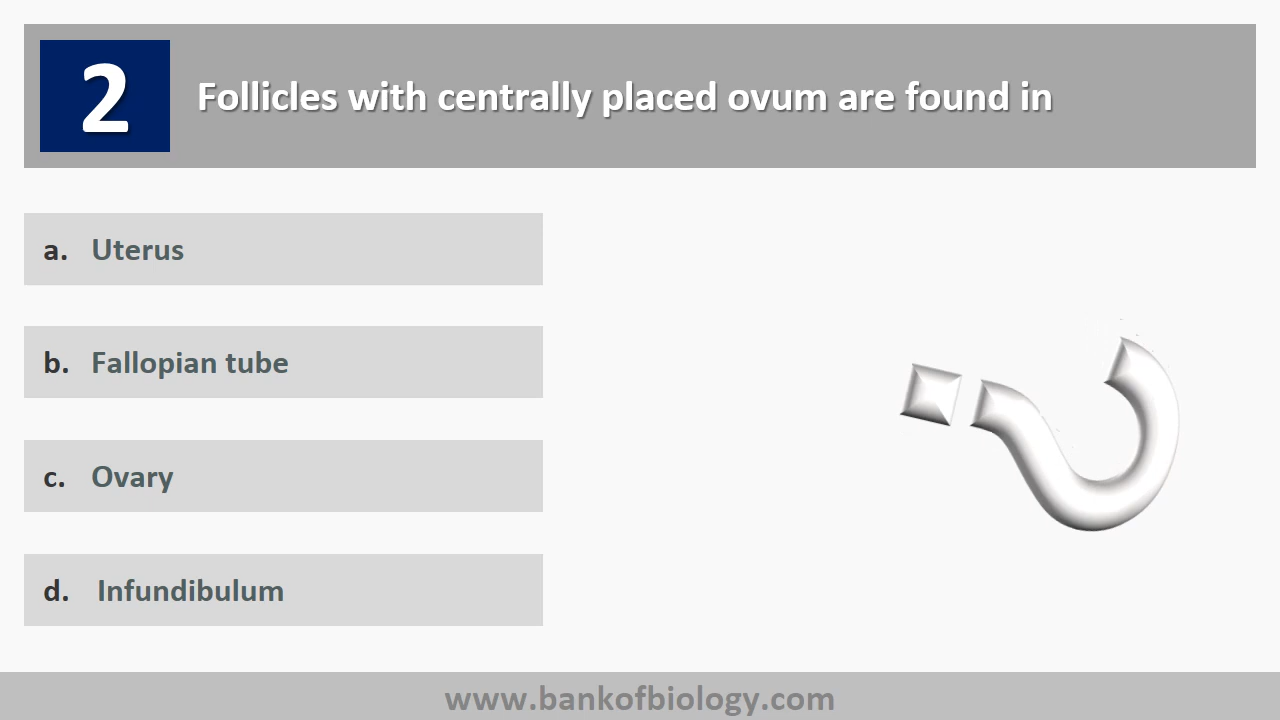 2
Follicles with centrally placed ovum are found in
a. Uterus
b. Fallopian tube
c. Ovary
d. Infundibulum
?
www.bankofbiology.com